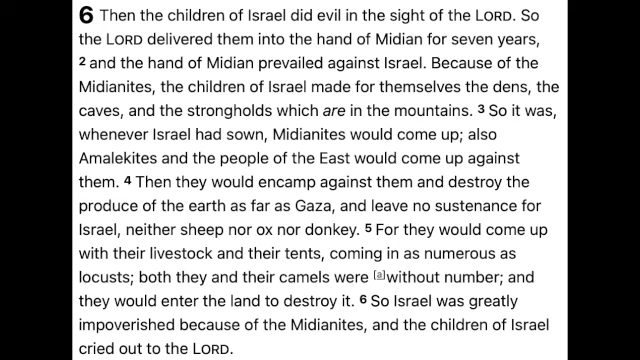 6 Then the children of Israel did evil in the sight of the LORD. So
the LORD delivered them into the hand of Midian for seven years,
2 and the hand of Midian prevailed against Israel. Because of the
Midianites, the children of Israel made for themselves the dens, the
caves, and the strongholds which are in the mountains. 3 So it was,
whenever Israel had sown, Midianites would come up; also
Amalekites and the people of the East would come up against
them. 4 Then they would encamp against them and destroy the
produce of the earth as far as Gaza, and leave no sustenance for
Israel, neither sheep nor ox nor donkey. 5 For they would come up
with their livestock and their tents, coming in as numerous as
locusts; both they and their camels were [a]without number; and
they would enter the land to destroy it. 6 So Israel was greatly
impoverished because of the Midianites, and the children of Israel
cried out to the LORD.